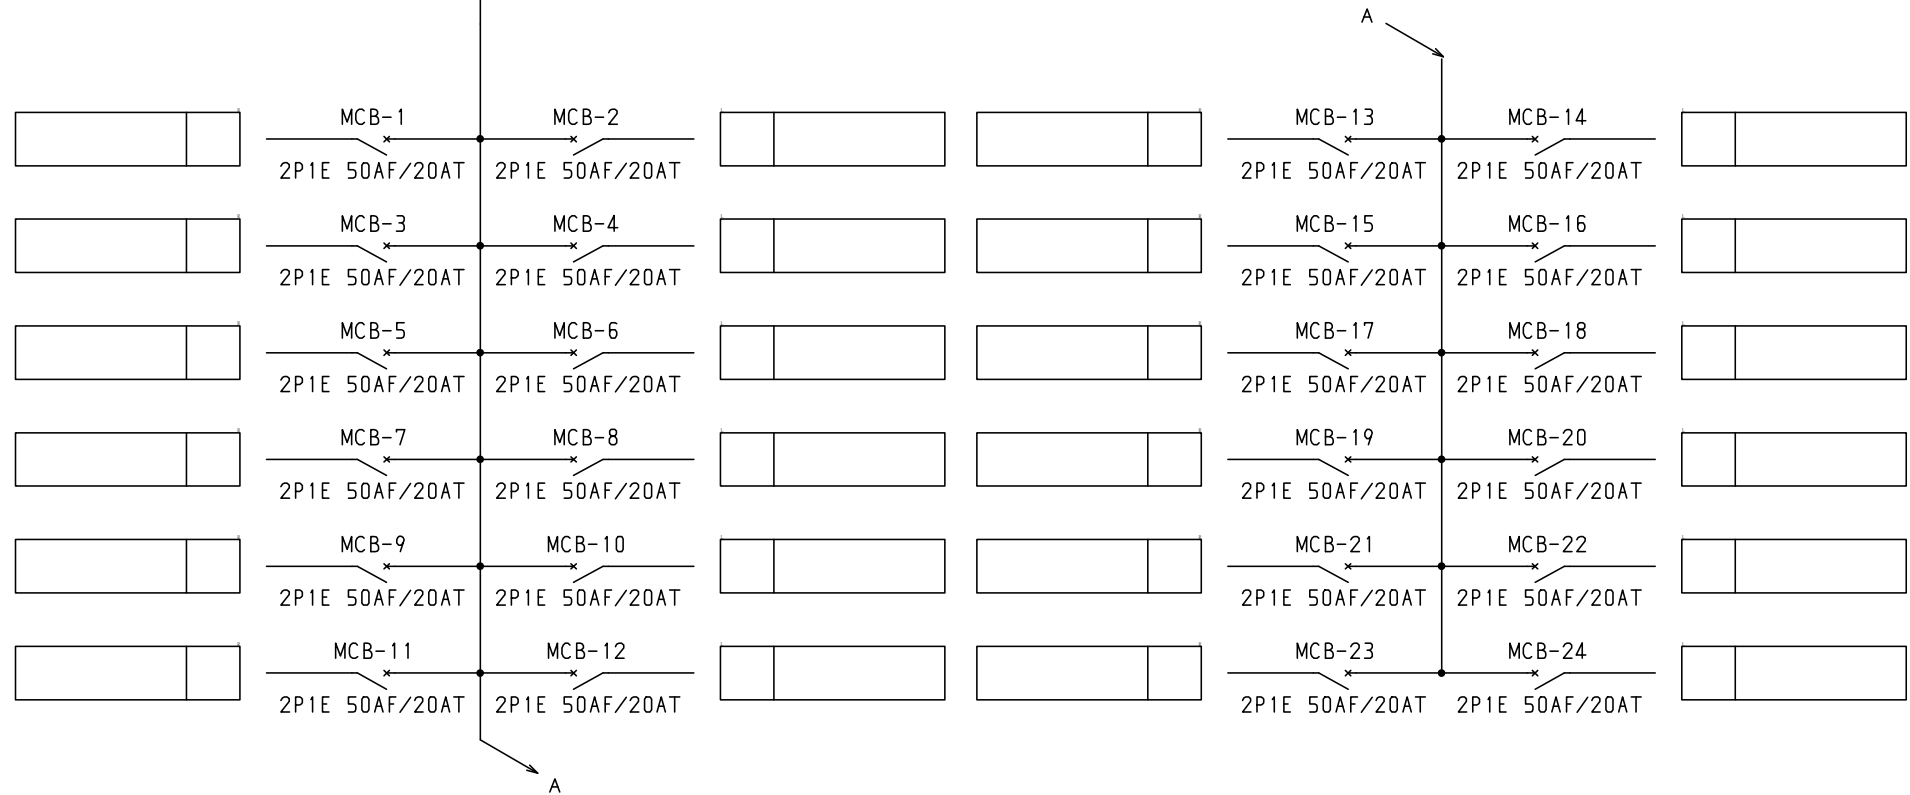 A
MCB-1 MCB-2 MCB-13 MCB-14
2P1E 50AF/20AT 2P1E 50AF/20AT 2P1E 50AF/20AT 2P1E 50AF/20AT
MCB-3 MCB-4 MCB-15 MCB-16
2P1E 50AF/20AT 2P1E 50AF/20AT 2P1E 50AF/20AT 2P1E 50AF/20AT
MCB-5 MCB-6 MCB-17 MCB-18
2P1E 50AF/20AT 2P1E 50AF/20AT 2P1E 50AF/20AT 2P1E 50AF/20AT
MCB-7 MCB-8 MCB-19 MCB-20
2P1E 50AF/20AT 2P1E 50AF/20AT 2P1E 50AF/20AT 2P1E 50AF/20AT
MCB-9 MCB-10 MCB-21 MCB-22
2P1E 50AF/20AT 2P1E 50AF/20AT 2P1E 50AF/20AT 2P1E 50AF/20AT
MCB-11 MCB-12 MCB-23 MCB-24
2P1E 50AF/20AT 2P1E 50AF/20AT 2P1E 50AF/20AT 2P1E 50AF/20AT
A